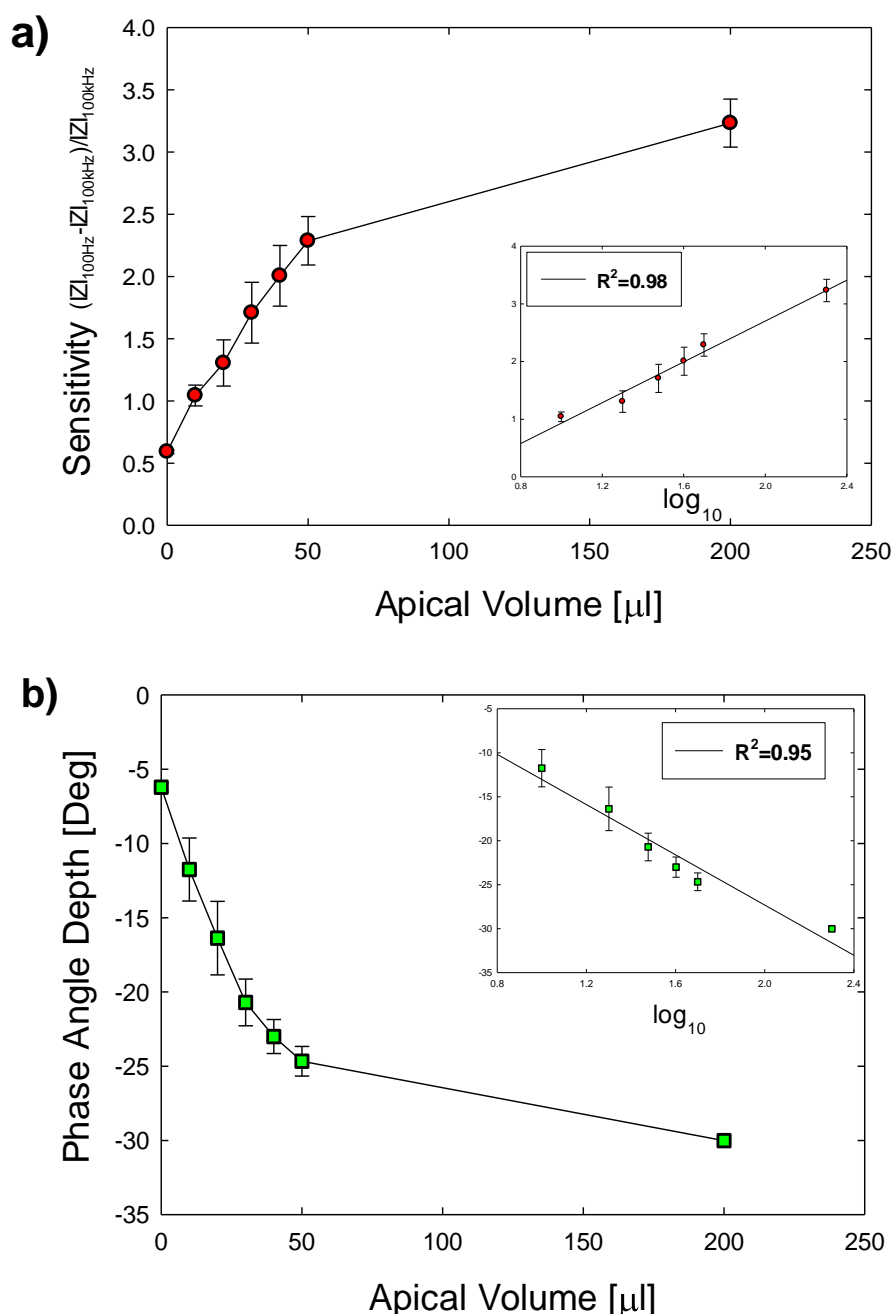 a)
Sensitivity (IZI100Hz-IZI100kHz)/IZI100kHz
4.0
3.5
3.0
2.5
2.0
1.5
1.0
0.5
0.0
0 50 100 150 200 250
Apical Volume [μl]
R2=0.98
4
3
2
1
0
0.8 1.2 1.6 2.0 2.4
log10
b)
Phase Angle Depth [Deg]
0
-5
-10
-15
-20
-25
-30
-35
0 50 100 150 200 250
Apical Volume [μl]
R2=0.95
-5
-10
-15
-20
-25
-30
-35
0.8 1.2 1.6 2.0 2.4
log10